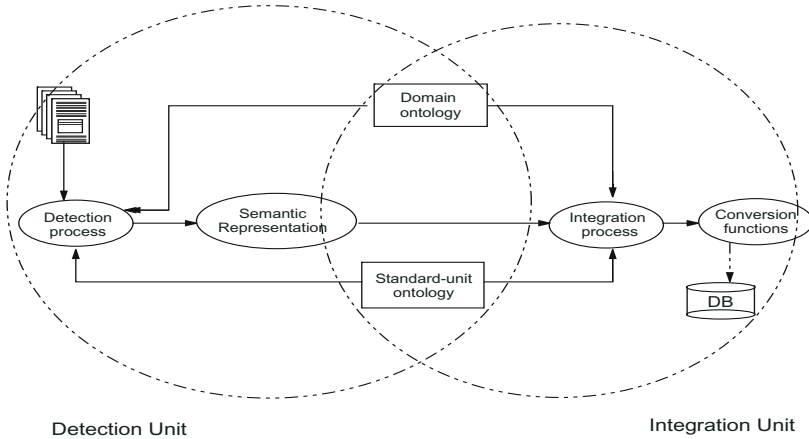 Domain
ontology
Detection
process
Semantic
Representation
Integration
process
Conversion
functions
Standard-unit
ontology
DB
Detection Unit
Integration Unit